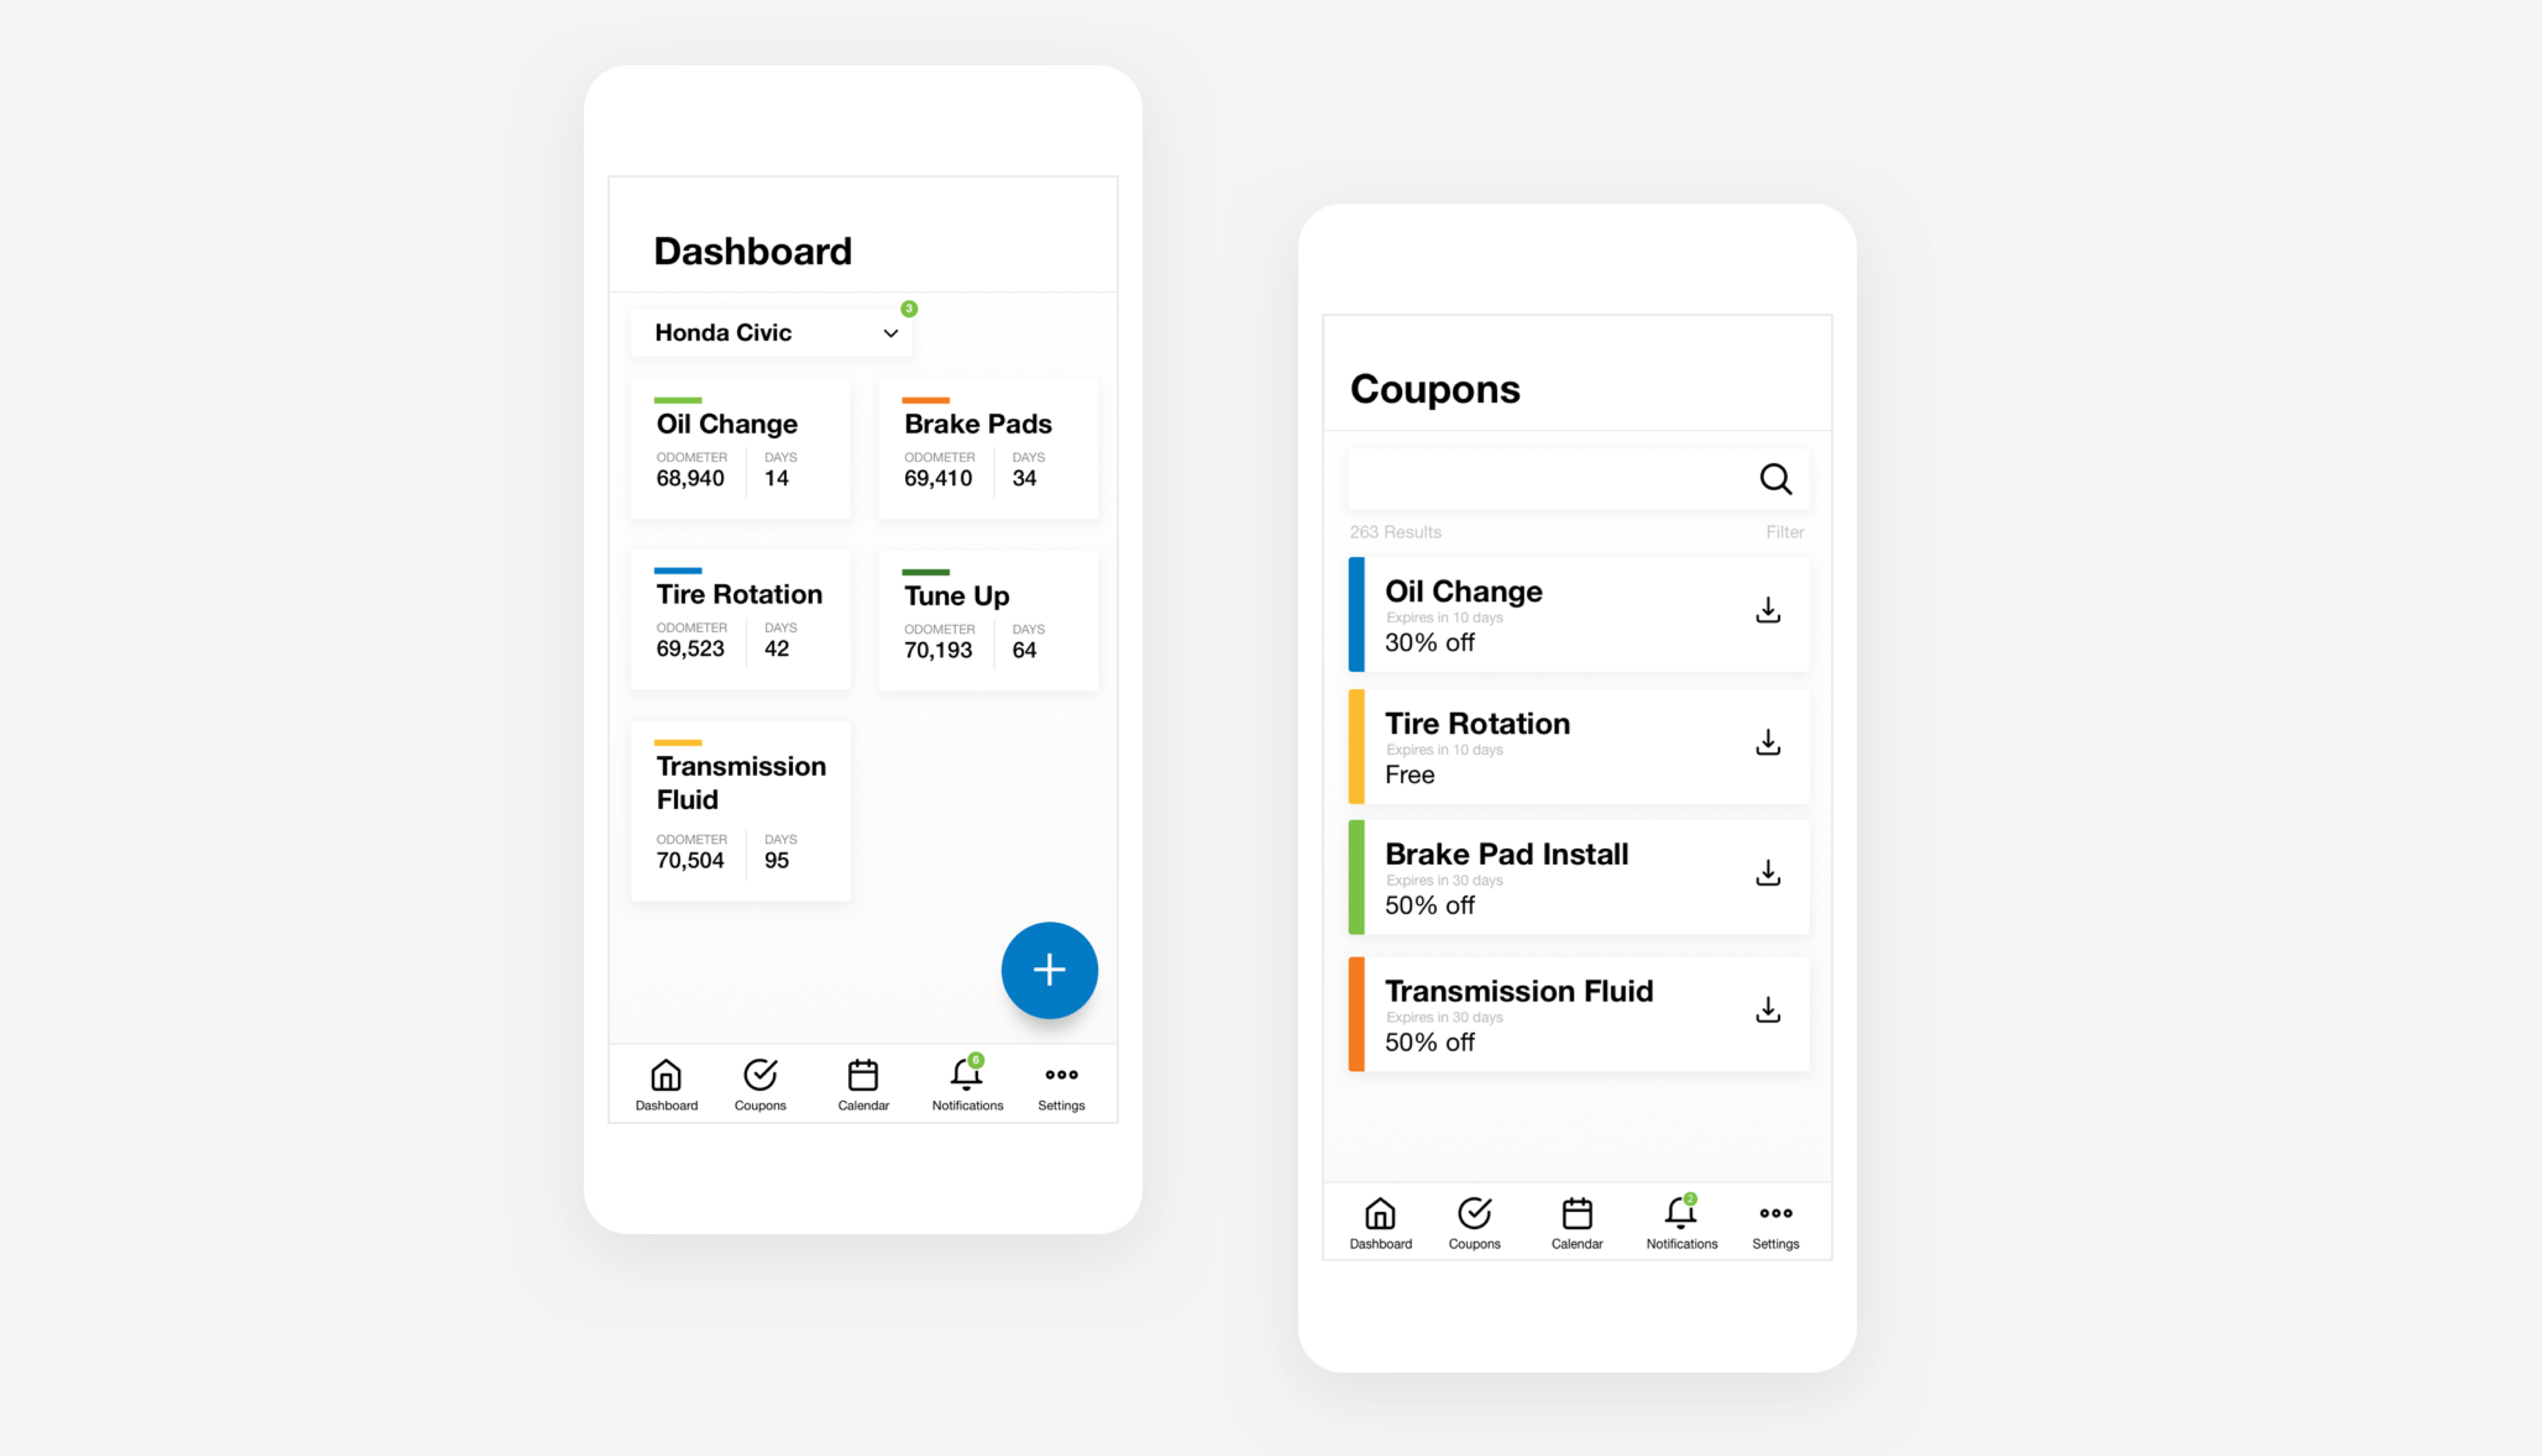 Dashboard
3
Honda Civic
Oil Change
ODOMETER DAYS
68,940 14
Brake Pads
ODOMETER DAYS
69,410 34
Tire Rotation
ODOMETER DAYS
69,523 42
Tune Up
ODOMETER DAYS
70,193 64
Transmission
Fluid
ODOMETER DAYS
70,504 95
6
Dashboard Coupons Calendar Notifications Settings
Coupons
263 Results Filter
Oil Change
Expires in 10 days
30% off
Tire Rotation
Expires in 10 days
Free
Brake Pad Install
Expires in 30 days
50% off
Transmission Fluid
Expires in 30 days
50% off
2
Dashboard Coupons Calendar Notifications Settings